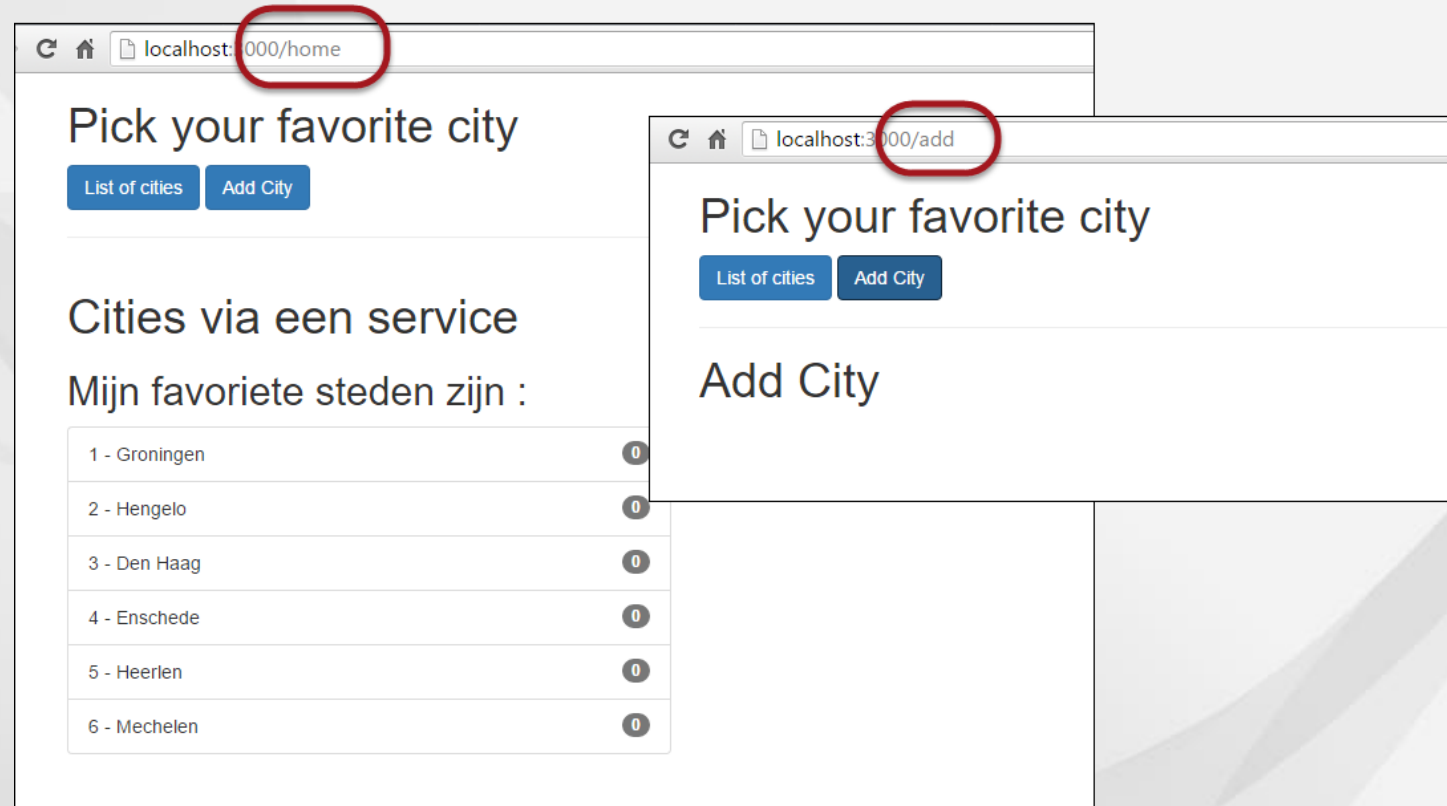 localhost:3000/home
Pick your favorite city
List of cities Add City
Cities via een service
Mijn favoriete steden zijn :
1 - Groningen 0
2 - Hengelo 0
3 - Den Haag 0
4 - Enschede 0
5 - Heerlen 0
6 - Mechelen 0
localhost:3000/add
Pick your favorite city
List of cities Add City
Add City